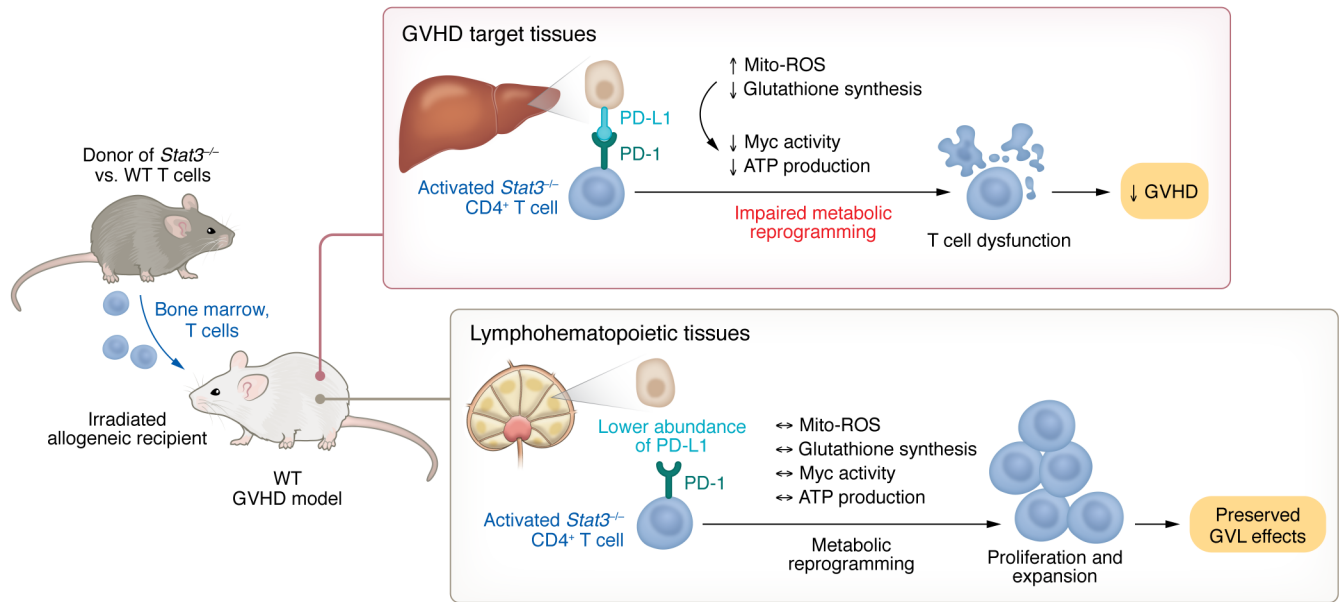 Donor of Stat3–/–
vs. WT T cells
Bone marrow,
T cells
Irradiated
allogeneic recipient
WT
GVHD model
GVHD target tissues
PD-L1
PD-1
Activated Stat3–/–
CD4+ T cell
↑ Mito-ROS
↓ Glutathione synthesis
↓ Myc activity
↓ ATP production
Impaired metabolic
reprogramming
T cell dysfunction
↓ GVHD
Lymphohematopoietic tissues
Lower abundance
of PD-L1
PD-1
Activated Stat3–/–
CD4+ T cell
↔ Mito-ROS
↔ Glutathione synthesis
↔ Myc activity
↔ ATP production
Metabolic
reprogramming
Proliferation and
expansion
Preserved
GVL effects